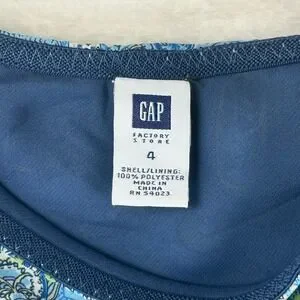 GAP
FACTORY
STORE
4
SHELL/LINING:
100% POLYESTER
MADE IN
CHINA
RN 54023